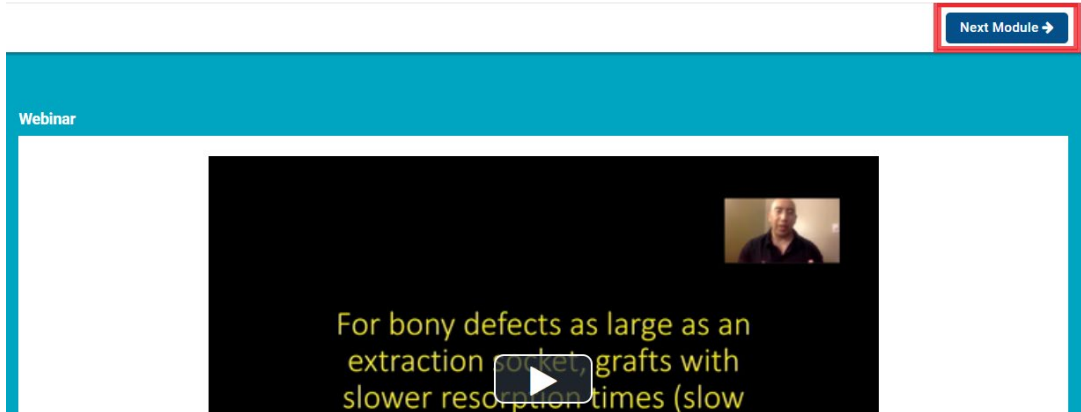 Next Module →
Webinar
For bony defects as large as an
extraction socket, grafts with
slower resorption times (slow